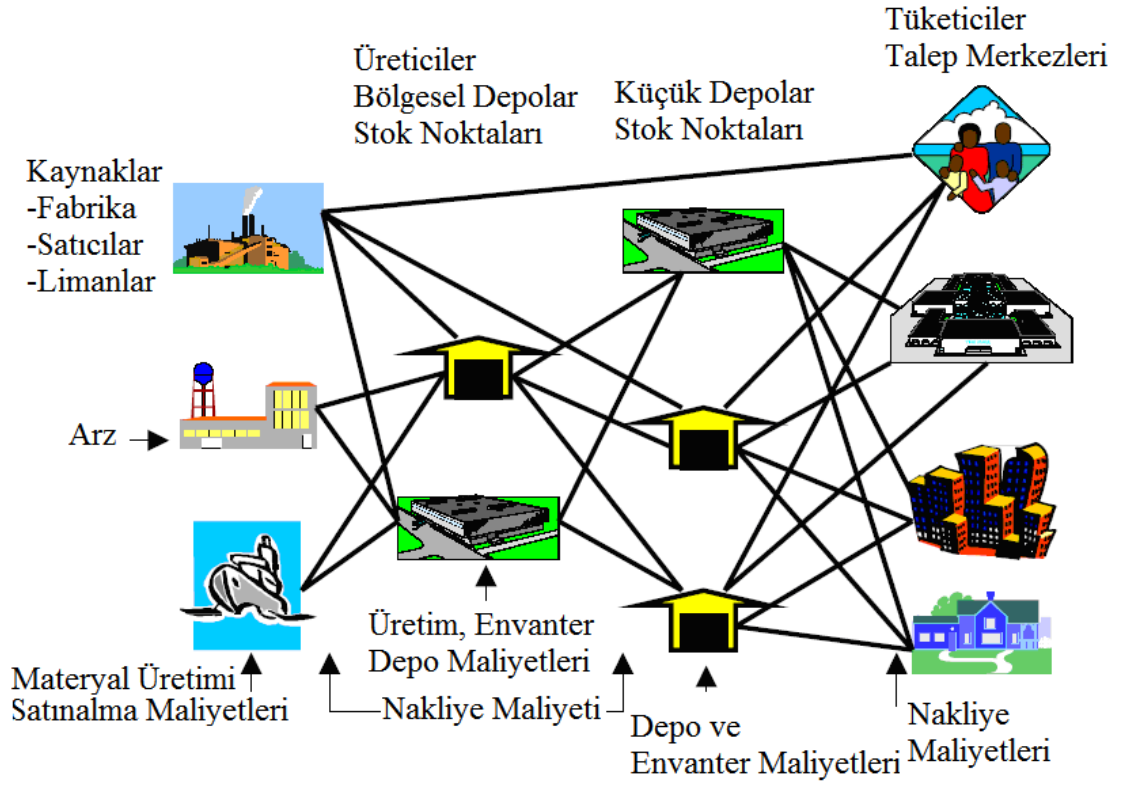 Tüketiciler
Talep Merkezleri
Üreticiler
Bölgesel Depolar
Stok Noktaları
Küçük Depolar
Stok Noktaları
Kaynaklar
-Fabrika
-Satıcılar
-Limanlar
Arz
Üretim, Envanter
Depo Maliyetleri
Materyal Üretimi
Satınalma Maliyetleri
Nakliye Maliyeti
Depo ve
Envanter Maliyetleri
Nakliye
Maliyetleri